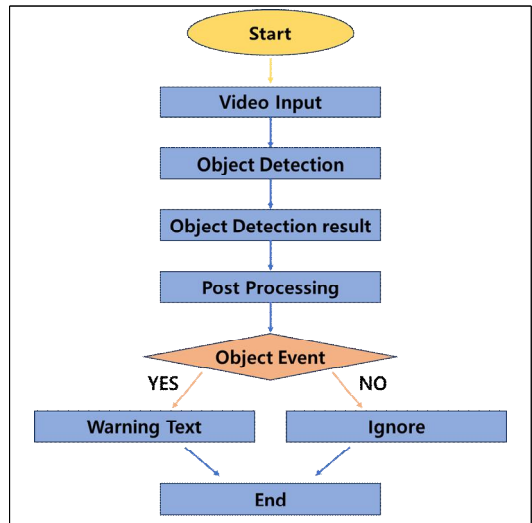 Start
Video Input
Object Detection
Object Detection result
Post Processing
Object Event
YES
NO
Warning Text
Ignore
End